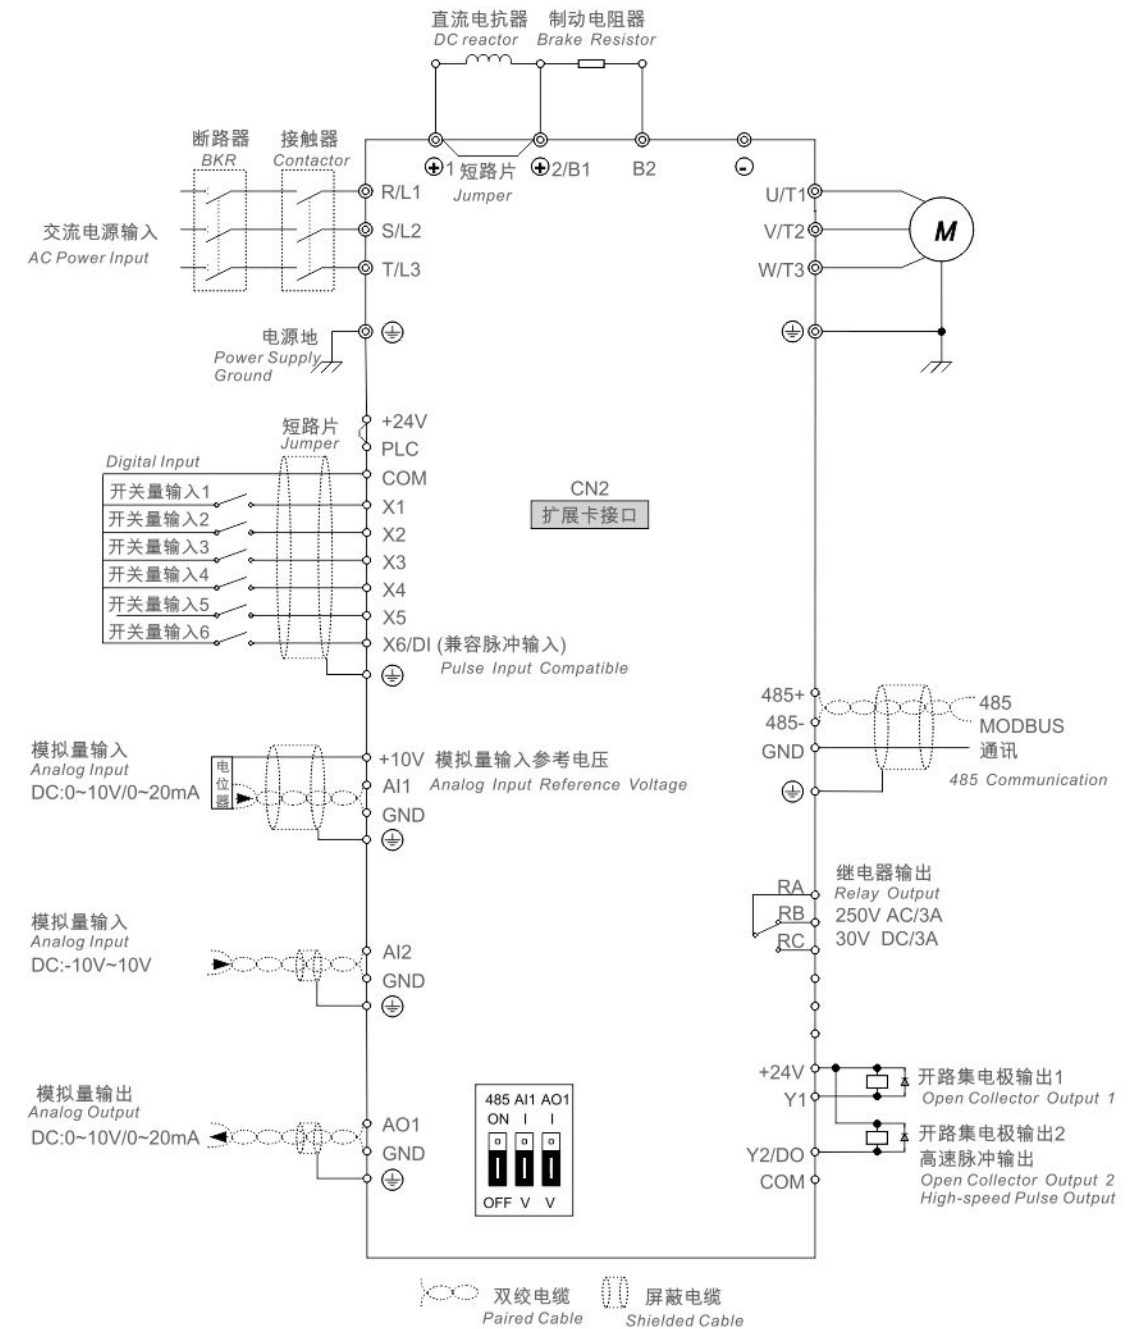 直流电抗器 制动电阻器
DC reactor Brake Resistor
断路器 接触器
BKR Contactor
⊕1 短路片 ⊕2/B1 B2 ⊖
Jumper
R/L1 U/T1
交流电源输入 S/L2 V/T2 M
AC Power Input
T/L3 W/T3
电源地
Power Supply
Ground
+24V
短路片
Jumper
PLC
Digital Input
COM
开关量输入1 X1
CN2
扩展卡接口
开关量输入2 X2
开关量输入3 X3
开关量输入4 X4
开关量输入5 X5
开关量输入6 X6/DI (兼容脉冲输入)
Pulse Input Compatible
485+ 485
485- MODBUS
GND 通讯
485 Communication
模拟量输入 +10V 模拟量输入参考电压
Analog Input 电位器 AI1 Analog Input Reference Voltage
DC:0~10V/0~20mA
GND
RA 继电器输出
Relay Output
RB 250V AC/3A
RC 30V DC/3A
模拟量输入
Analog Input AI2
DC:-10V~10V
GND
+24V 开路集电极输出1
Y1 Open Collector Output 1
模拟量输出
Analog Output AO1
DC:0~10V/0~20mA
GND
485 AI1 AO1
ON I I
OFF V V
开路集电极输出2
Y2/DO 高速脉冲输出
COM Open Collector Output 2
High-speed Pulse Output
双绞电缆 屏蔽电缆
Paired Cable Shielded Cable